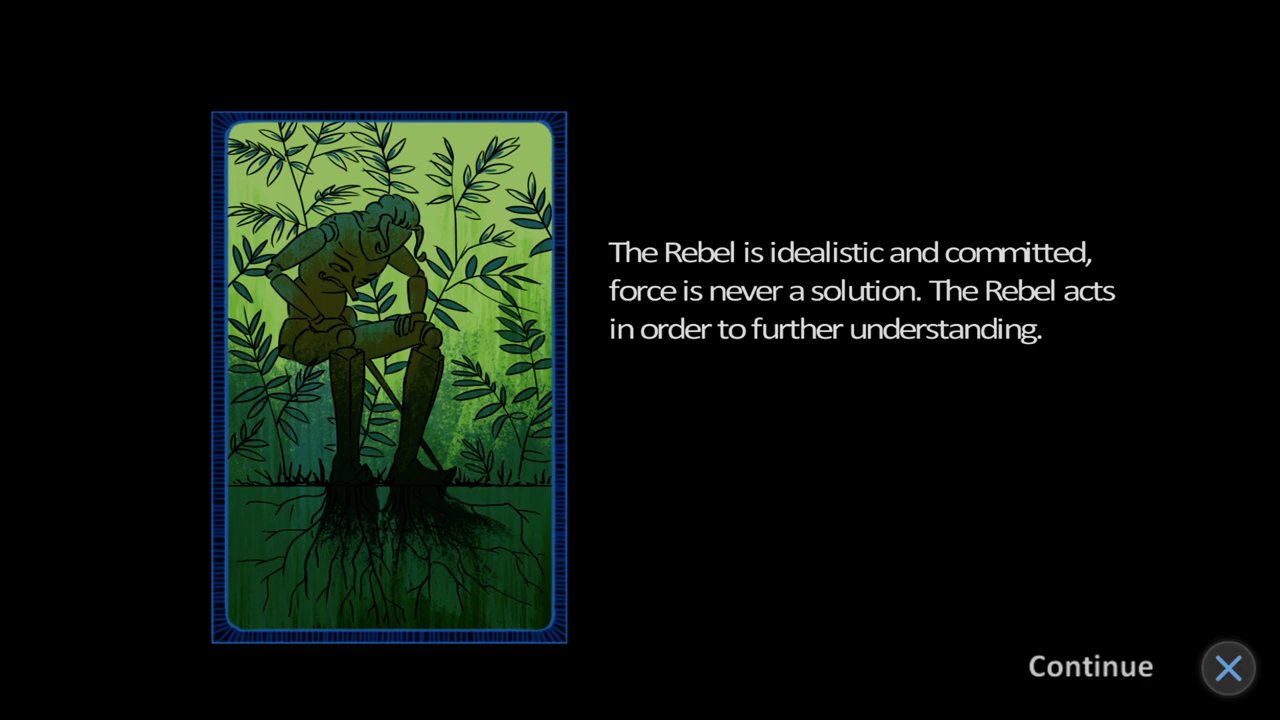 The Rebel is idealistic and committed,
force is never a solution. The Rebel acts
in order to further understanding.
Continue